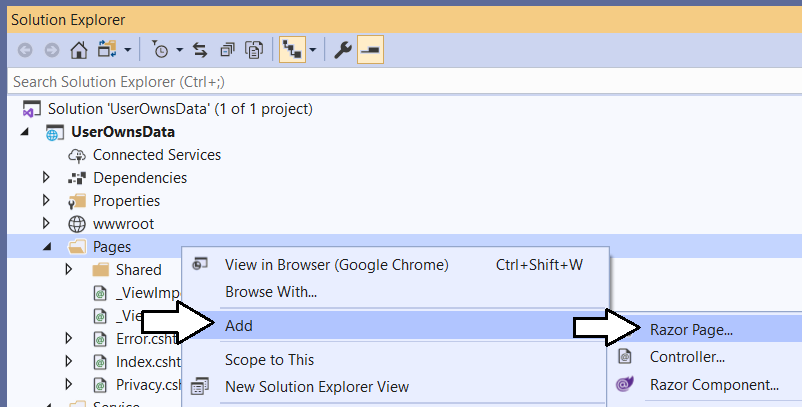 Solution Explorer
Search Solution Explorer (Ctrl+;)
Solution 'UserOwnsData' (1 of 1 project)
UserOwnsData
Connected Services
Dependencies
Properties
wwwroot
Pages
Shared
_ViewImp
_Vie
Error.csht
Index.csht
Privacy.csh
Service
View in Browser (Google Chrome) Ctrl+Shift+W
Browse With...
Add
Scope to This
New Solution Explorer View
Razor Page...
Controller...
Razor Component...